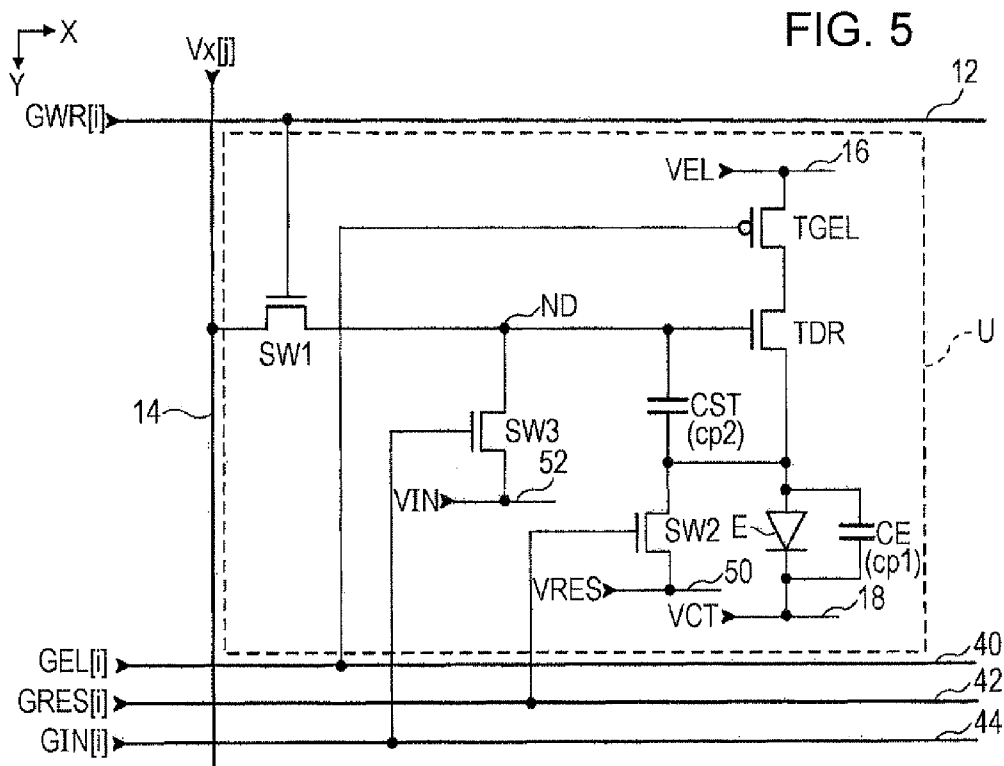 FIG. 5
X
Y
Vx[j]
GWR[i]
12
VEL
16
TGEL
ND
TDR
SW1
U
14
CST
(cp2)
SW3
52
VIN
SW2
E
CE
(cp1)
VRES
50
VCT
18
GEL[i]
40
GRES[i]
42
GIN[i]
44